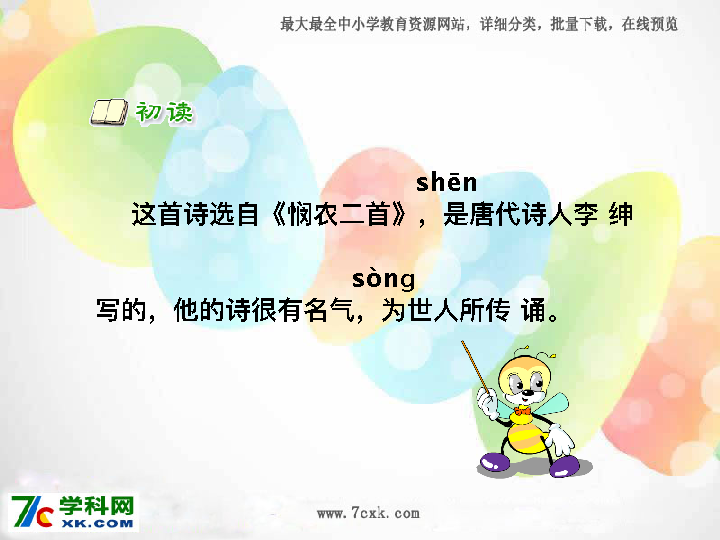 最大最全中小学教育资源网站，详细分类，批量下载，在线预览
初读
shēn
这首诗选自《悯农二首》，是唐代诗人李 绅
sòng
写的，他的诗很有名气，为世人所传 诵。
7C学科网
XK.COM
www.7cxk.com